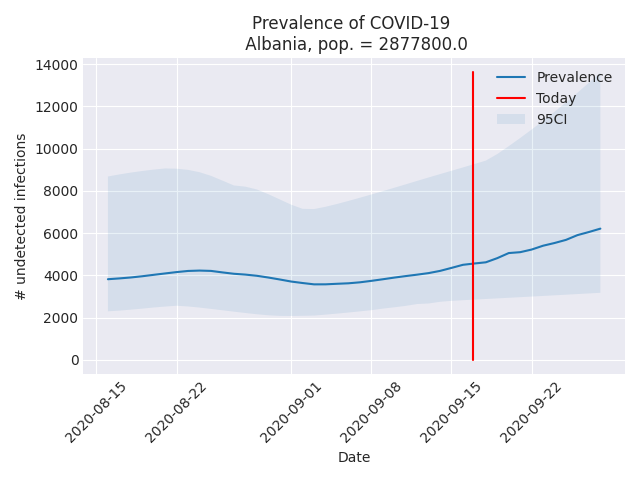 Prevalence of COVID-19
Albania, pop. = 2877800.0
14000
12000
10000
8000
6000
4000
2000
0
# undetected infections
Prevalence
Today
95CI
2020-08-15
2020-08-22
2020-09-01
2020-09-08
2020-09-15
2020-09-22
Date